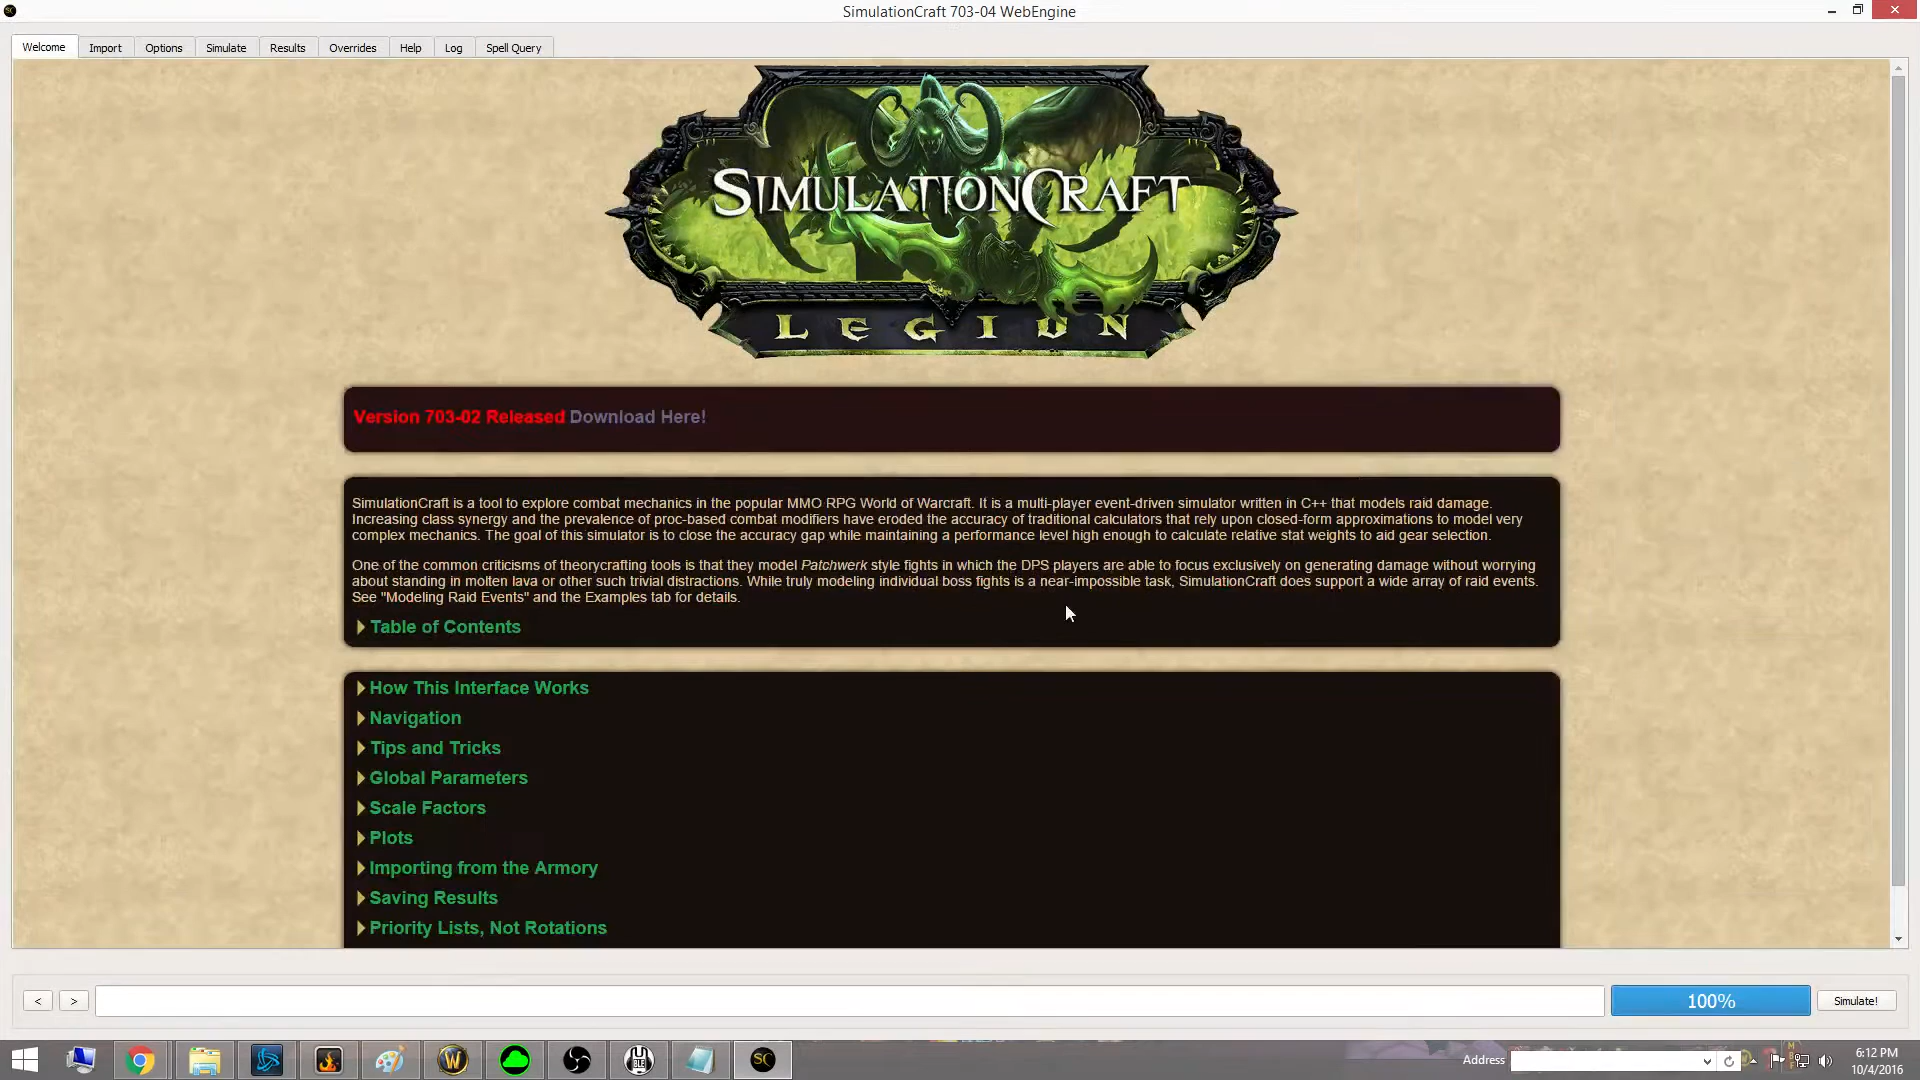 SimulationCraft 703-04 WebEngine
Welcome Import Options Simulate Results Overrides Help Log Spell Query
SIMULATIONCRAFT
LEGION
Version 703-02 Released Download Here!
SimulationCraft is a tool to explore combat mechanics in the popular MMO RPG World of Warcraft. It is a multi-player event-driven simulator written in C++ that models raid damage.
Increasing class synergy and the prevalence of proc-based combat modifiers have eroded the accuracy of traditional calculators that rely upon closed-form approximations to model very
complex mechanics. The goal of this simulator is to close the accuracy gap while maintaining a performance level high enough to calculate relative stat weights to aid gear selection.
One of the common criticisms of theorycrafting tools is that they model Patchwerk style fights in which the DPS players are able to focus exclusively on generating damage without worrying
about standing in molten lava or other such trivial distractions. While truly modeling individual boss fights is a near-impossible task, SimulationCraft does support a wide array of raid events.
See "Modeling Raid Events" and the Examples tab for details.
Table of Contents
How This Interface Works
Navigation
Tips and Tricks
Global Parameters
Scale Factors
Plots
Importing from the Armory
Saving Results
Priority Lists, Not Rotations
< > 100% Simulate!
Address
6:12 PM
10/4/2016